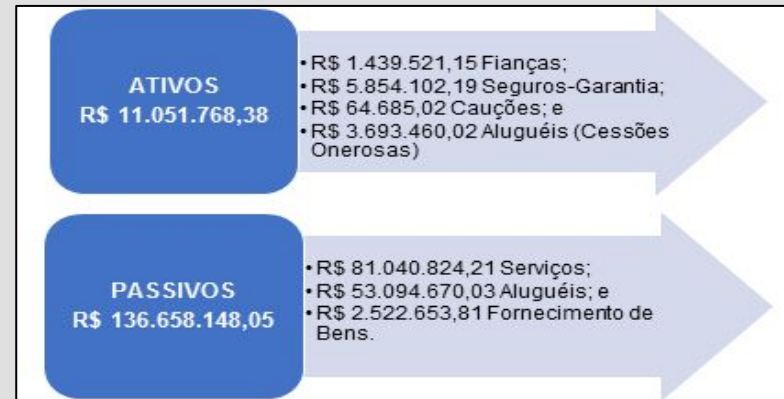 ATIVOS
R$ 11.051.768,38
• R$ 1.439.521,15 Fianças;
• R$ 5.854.102,19 Seguros-Garantia;
• R$ 64.685,02 Cauções; e
• R$ 3.693.460,02 Aluguéis (Cessões
Onerosas)
PASSIVOS
R$ 136.658.148,05
• R$ 81.040.824,21 Serviços;
• R$ 53.094.670,03 Aluguéis; e
• R$ 2.522.653,81 Fornecimento de
Bens.